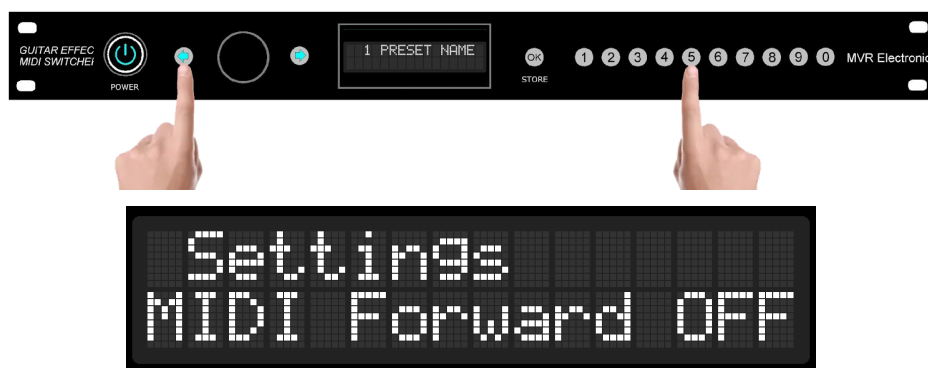 GUITAR EFFEC
MIDI SWITCHER
POWER
1 PRESET NAME
OK
STORE
1 2 3 4 5 6 7 8 9 0
MVR Electronic
Settings
MIDI Forward OFF